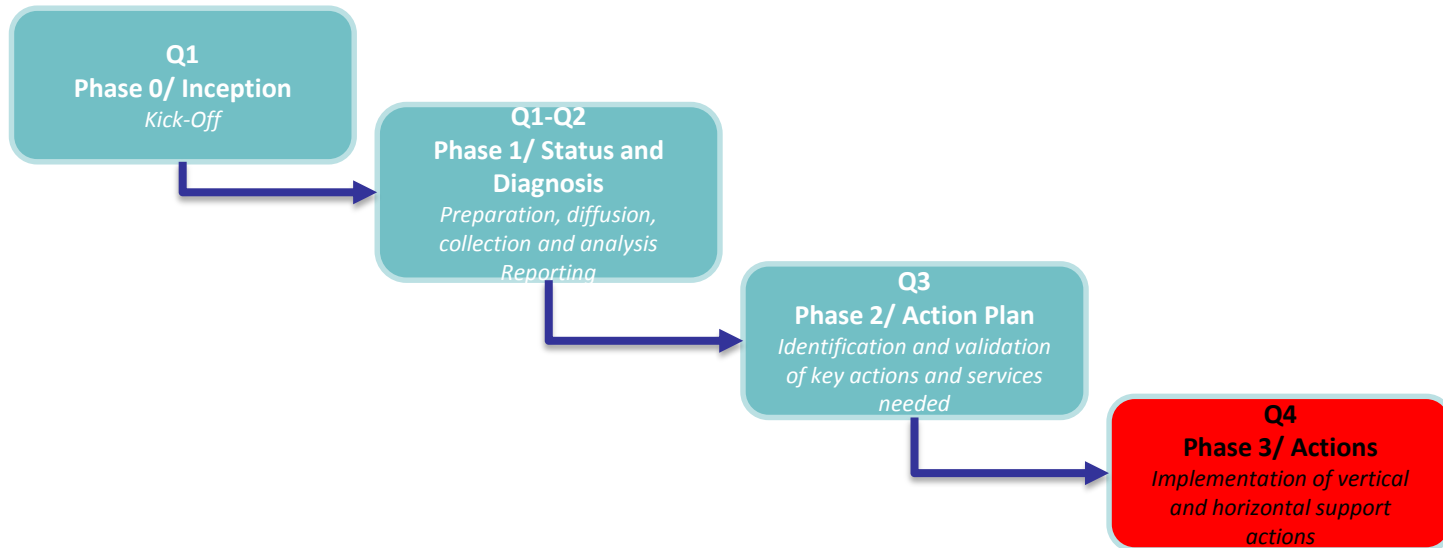 Q1
Phase 0/ Inception
Kick-Off
Q1-Q2
Phase 1/ Status and
Diagnosis
Preparation, diffusion,
collection and analysis
Reporting
Q3
Phase 2/ Action Plan
Identification and validation
of key actions and services
needed
Q4
Phase 3/ Actions
Implementation of vertical
and horizontal support
actions